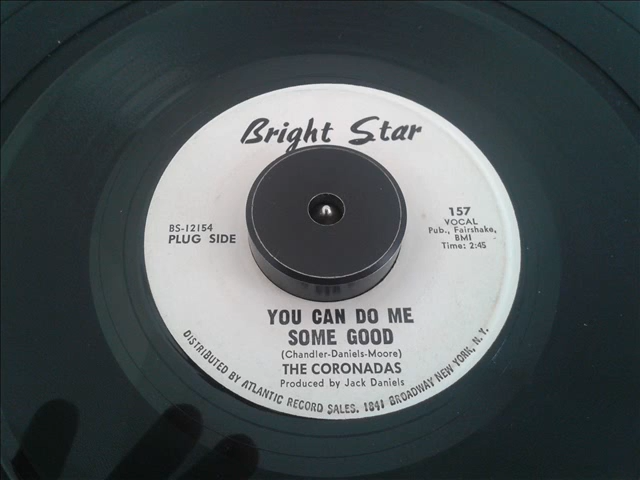 Bright Star
BS-12154
PLUG SIDE
157
VOCAL
Pub., Fairshake,
BMI
Time: 2:45
YOU CAN DO ME
SOME GOOD
(Chandler-Daniels-Moore)
THE CORONADAS
Produced by Jack Daniels
DISTRIBUTED BY ATLANTIC RECORD SALES. 1841 BROADWAY NEW YORK, N. Y.